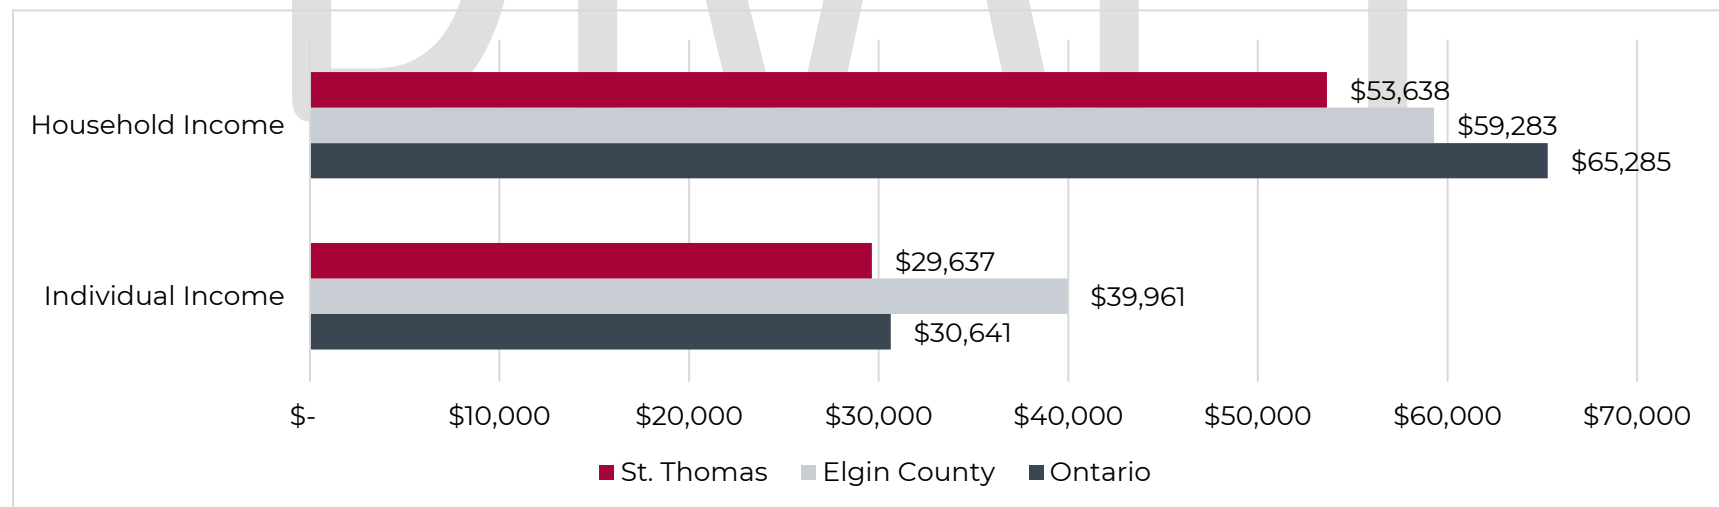 Household Income
$53,638
$59,283
$65,285
Individual Income
$29,637
$39,961
$30,641
$- $10,000 $20,000 $30,000 $40,000 $50,000 $60,000 $70,000
St. Thomas Elgin County Ontario